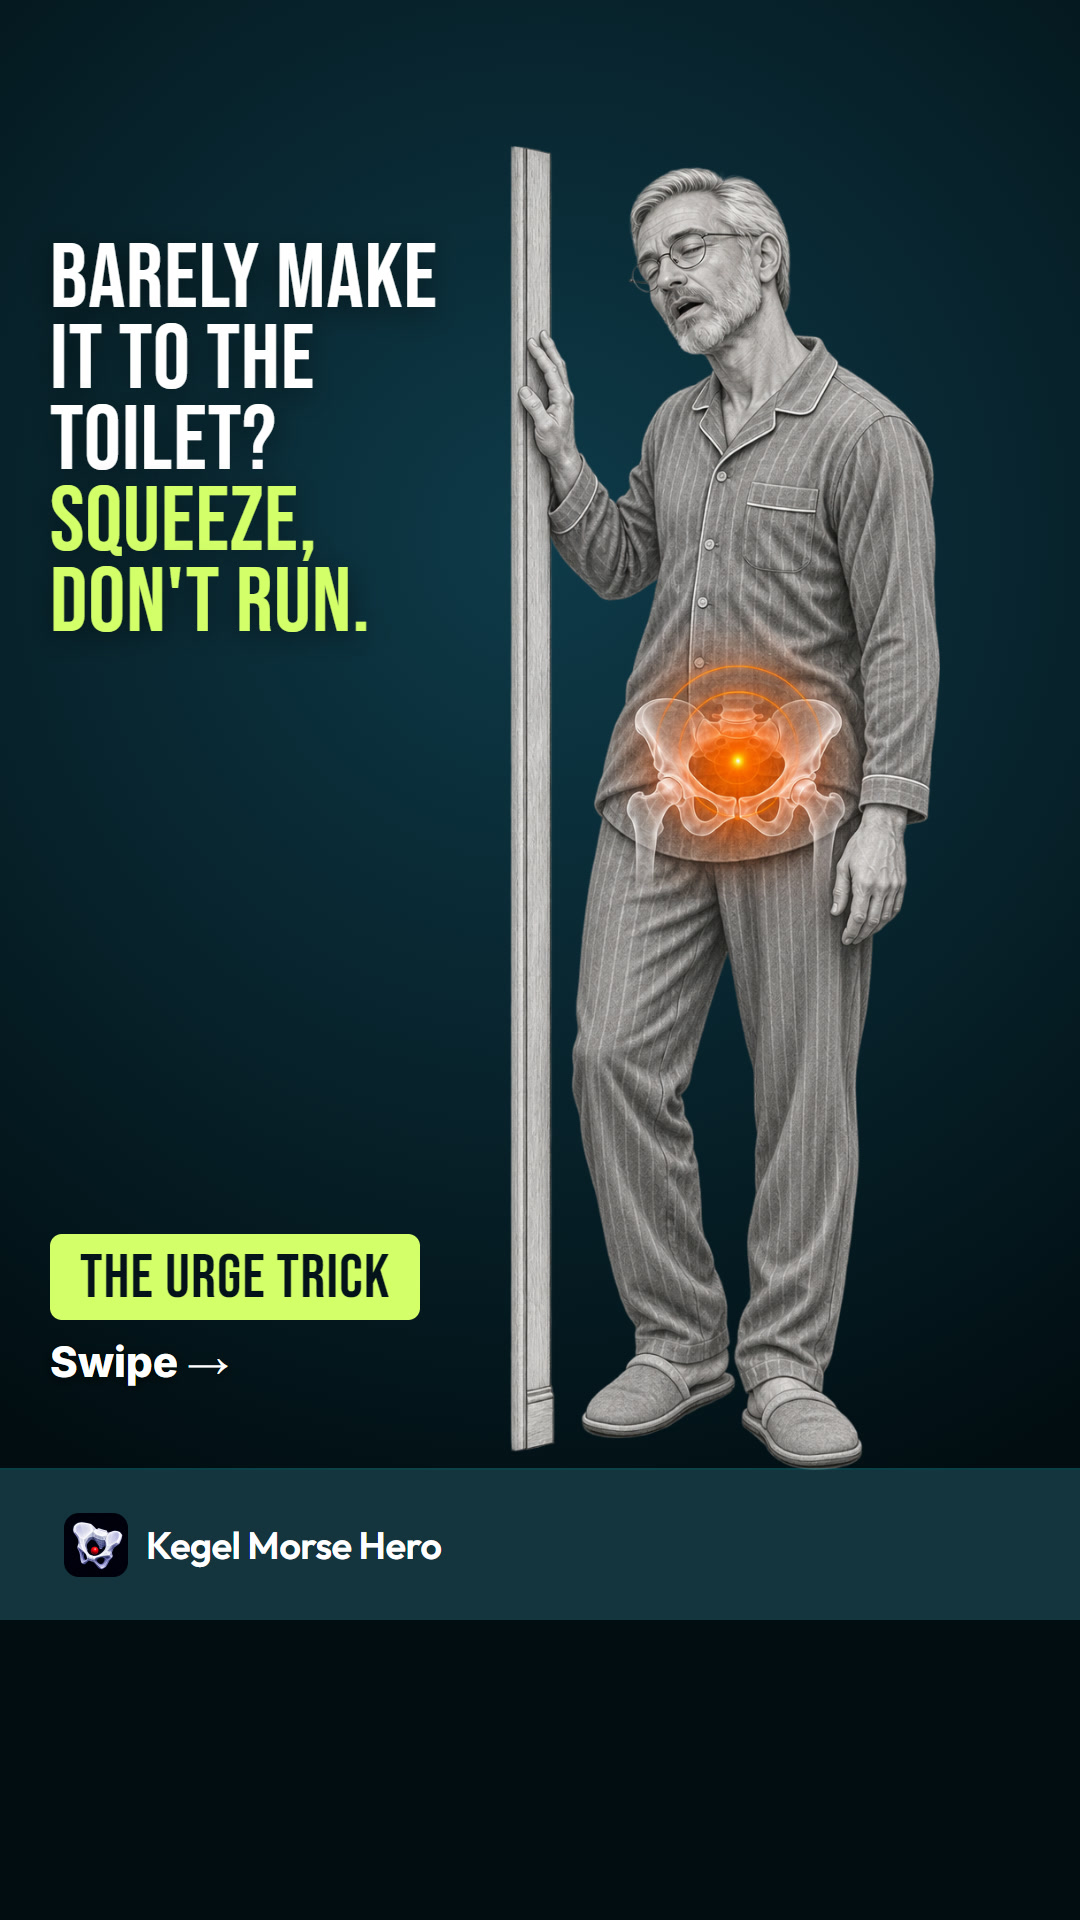 BARELY MAKE
IT TO THE
TOILET?
SQUEEZE,
DON'T RUN.
THE URGE TRICK
Swipe →
Kegel Morse Hero